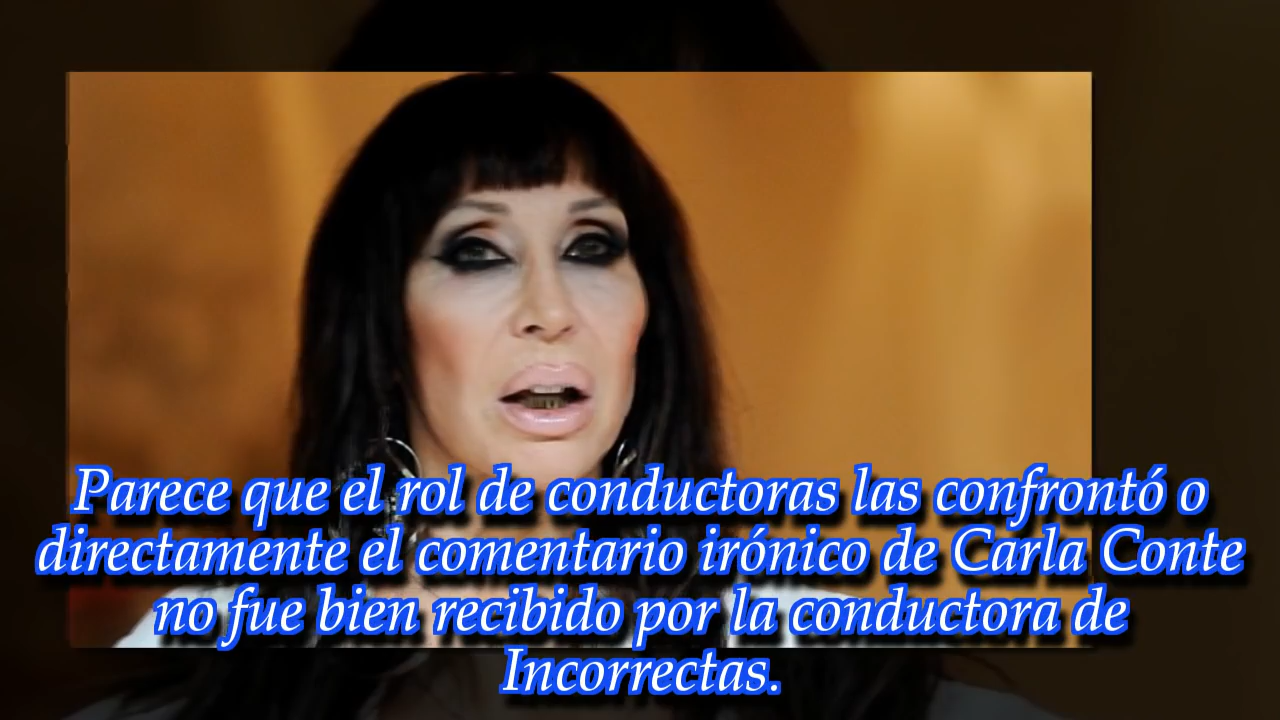 Parece que el rol de conductoras las confrontó o
directamente el comentario irónico de Carla Conte
no fue bien recibido por la conductora de
Incorrectas.